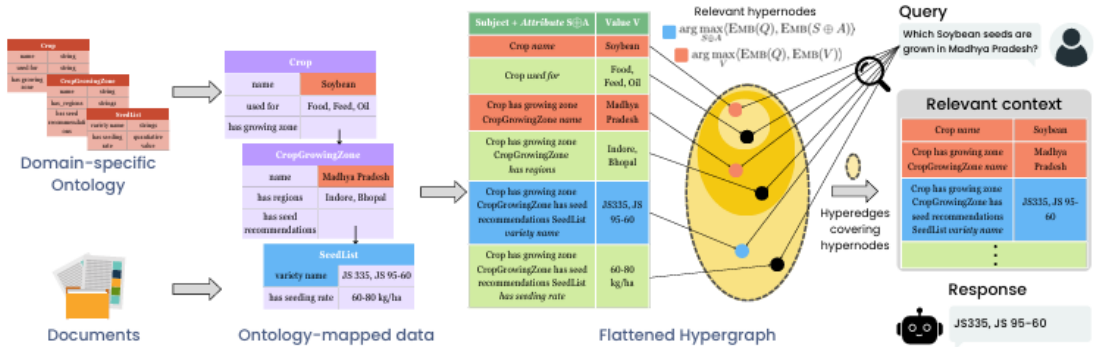 Crop
name string
used for string
has growing
zone
CropGrowingZone
name string
has_regions strings
has seed
recommendati
ons
SeedList
variety name strings
has seeding
rate
quantitative
value
Domain-specific
Ontology
Documents
Crop
name Soybean
used for Food, Feed, Oil
has growing zone
CropGrowingZone
name Madhya Pradesh
has regions Indore, Bhopal
has seed
recommendations
SeedList
variety name JS 335, JS 95-60
has seeding rate 60-80 kg/ha
Ontology-mapped data
Subject + Attribute S⊕A Value V
Crop name Soybean
Crop used for
Food,
Feed, Oil
Crop has growing zone
CropGrowingZone name
Madhya
Pradesh
Crop has growing zone
CropGrowingZone
has regions
Indore,
Bhopal
Crop has growing zone
CropGrowingZone has seed
recommendations SeedList
variety name
JS335, JS
95-60
Crop has growing zone
CropGrowingZone has seed
recommendations SeedList
has seeding rate
60-80
kg/ha
Flattened Hypergraph
Relevant hypernodes
arg max⟨EMB(Q), EMB(S ⊕ A)⟩
S⊕A
arg max⟨EMB(Q), EMB(V)⟩
V
Hyperedges
covering
hypernodes
Query
Which Soybean seeds are
grown in Madhya Pradesh?
Relevant context
Crop name Soybean
Crop has growing zone
CropGrowingZone name
Madhya
Pradesh
Crop has growing zone
CropGrowingZone has seed
recommendations
SeedList variety name
JS335, JS 95-
60
Response
JS335, JS 95-60